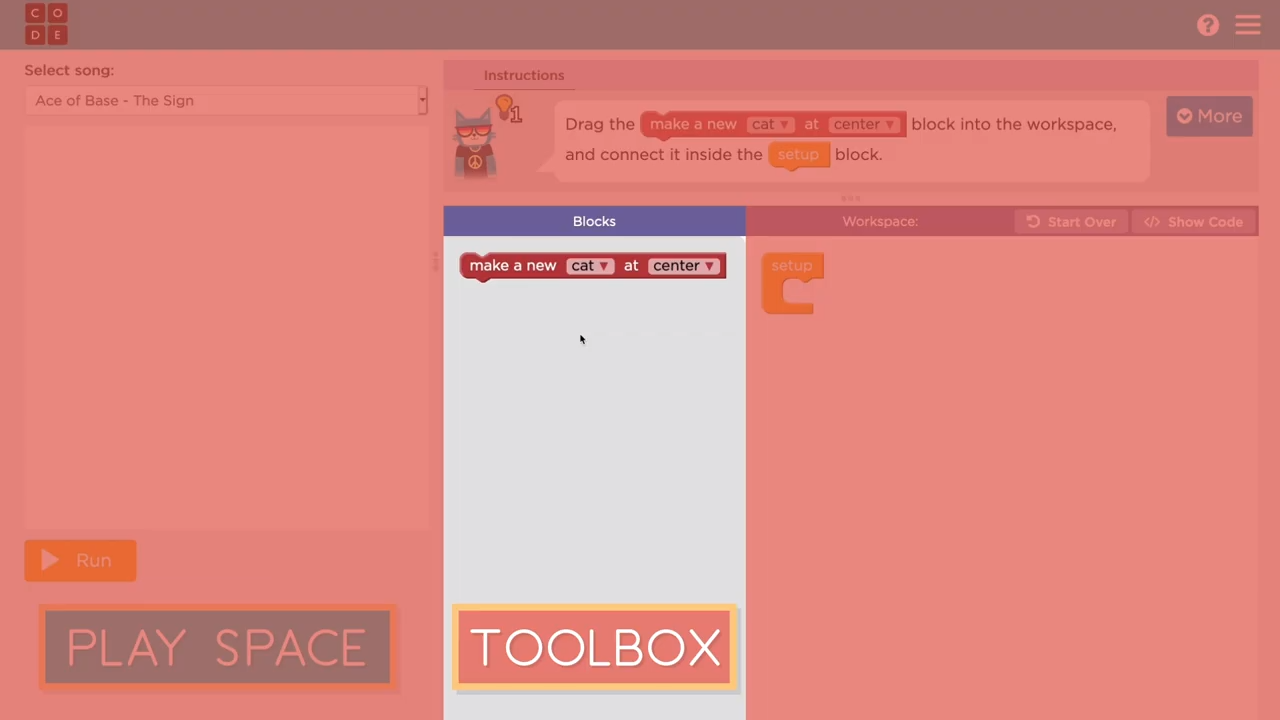 C O
D E
Select song:
Ace of Base - The Sign
Instructions
1
Drag the make a new cat at center block into the workspace,
and connect it inside the setup block.
More
Blocks
Workspace:
Start Over
</> Show Code
make a new cat at center
setup
Run
PLAY SPACE
TOOLBOX